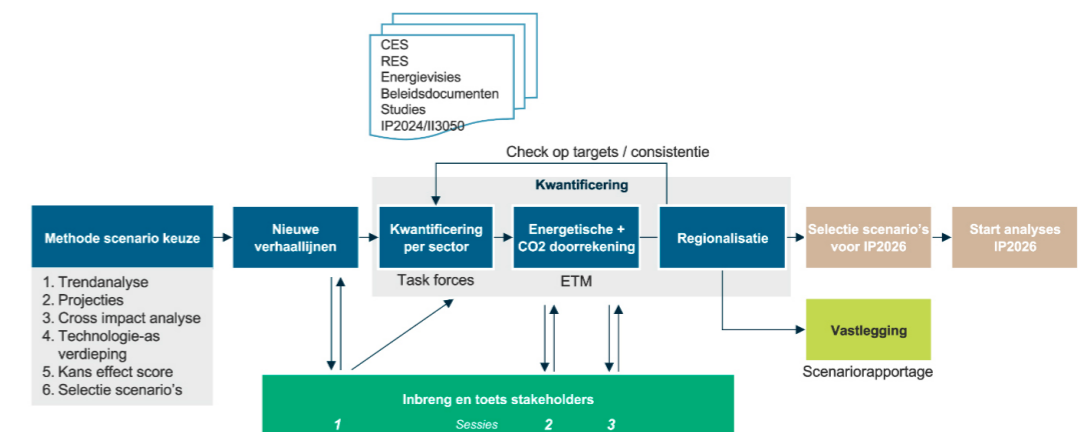 CES
RES
Energievisies
Beleidsdocumenten
Studies
IP2024/II3050
Check op targets / consistentie
Kwantificering
Methode scenario keuze
Nieuwe
verhaallijnen
Kwantificering
per sector
Energetische +
CO2 doorrekening
Regionalisatie
Selectie scenario's
voor IP2026
Start analyses
IP2026
Task forces
ETM
1. Trendanalyse
2. Projecties
3. Cross impact analyse
4. Technologie-as
verdieping
5. Kans effect score
6. Selectie scenario's
Vastlegging
Scenariorapportage
Inbreng en toets stakeholders
1 Sessies 2 3